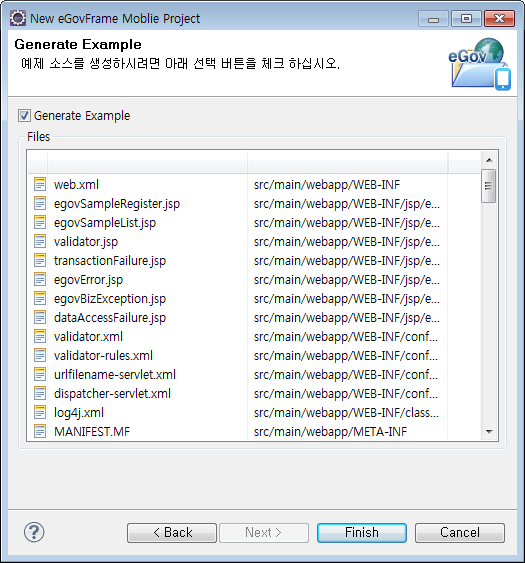 New eGovFrame Moblie Project
Generate Example
예제 소스를 생성하시려면 아래 선택 버튼을 체크 하십시오.
eGov
Generate Example
Files
web.xml src/main/webapp/WEB-INF
egovSampleRegister.jsp src/main/webapp/WEB-INF/jsp/e...
egovSampleList.jsp src/main/webapp/WEB-INF/jsp/e...
validator.jsp src/main/webapp/WEB-INF/jsp/e...
transactionFailure.jsp src/main/webapp/WEB-INF/jsp/e...
egovError.jsp src/main/webapp/WEB-INF/jsp/e...
egovBizException.jsp src/main/webapp/WEB-INF/jsp/e...
dataAccessFailure.jsp src/main/webapp/WEB-INF/jsp/e...
validator.xml src/main/webapp/WEB-INF/conf...
validator-rules.xml src/main/webapp/WEB-INF/conf...
urlfilename-servlet.xml src/main/webapp/WEB-INF/conf...
dispatcher-servlet.xml src/main/webapp/WEB-INF/conf...
log4j.xml src/main/webapp/WEB-INF/class...
MANIFEST.MF src/main/webapp/META-INF
? < Back Next > Finish Cancel